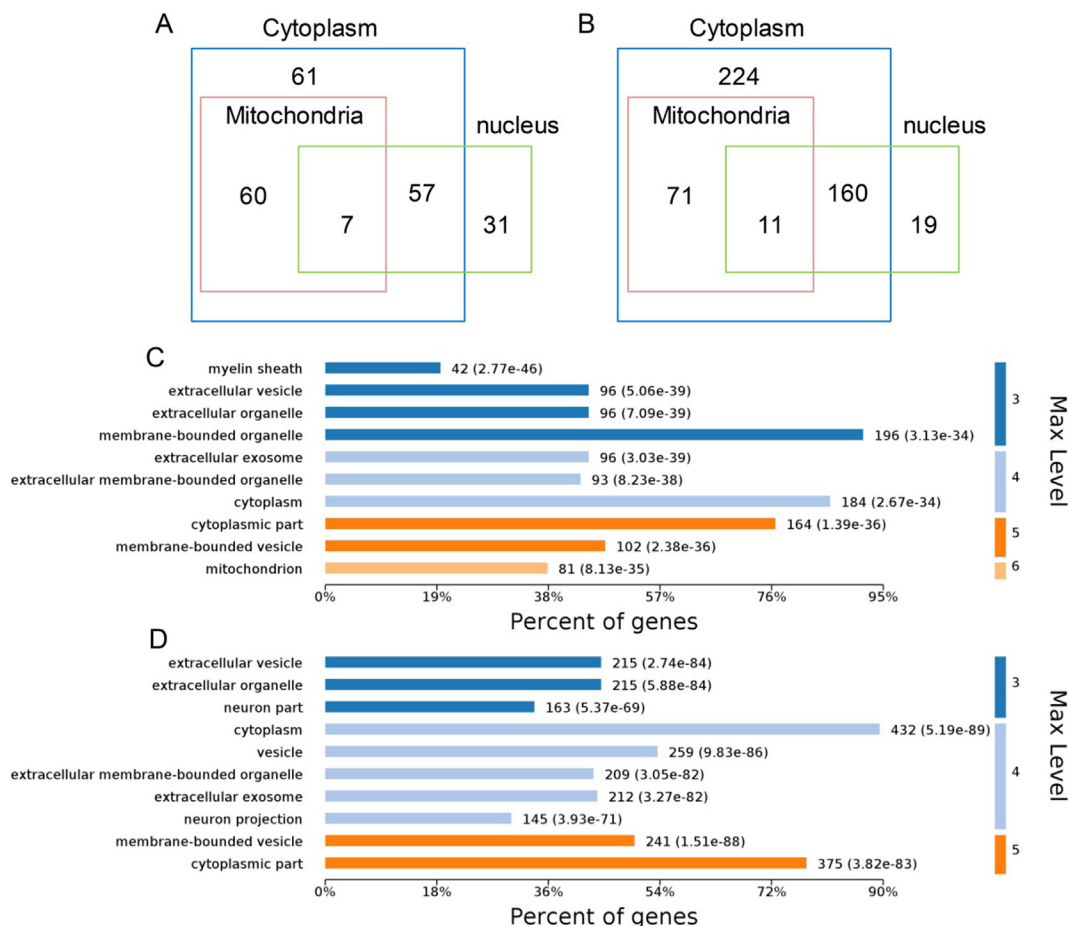 A
Cytoplasm
61
Mitochondria
nucleus
60
57
7
31
B
Cytoplasm
224
Mitochondria
nucleus
71
160
11
19
C
myelin sheath 42 (2.77e-46)
extracellular vesicle 96 (5.06e-39)
extracellular organelle 96 (7.09e-39)
membrane-bounded organelle 196 (3.13e-34)
extracellular exosome 96 (3.03e-39)
extracellular membrane-bounded organelle 93 (8.23e-38)
cytoplasm 184 (2.67e-34)
cytoplasmic part 164 (1.39e-36)
membrane-bounded vesicle 102 (2.38e-36)
mitochondrion 81 (8.13e-35)
0% 19% 38% 57% 76% 95%
Percent of genes
3
4
5
6
Max Level
D
extracellular vesicle 215 (2.74e-84)
extracellular organelle 215 (5.88e-84)
neuron part 163 (5.37e-69)
cytoplasm 432 (5.19e-89)
vesicle 259 (9.83e-86)
extracellular membrane-bounded organelle 209 (3.05e-82)
extracellular exosome 212 (3.27e-82)
neuron projection 145 (3.93e-71)
membrane-bounded vesicle 241 (1.51e-88)
cytoplasmic part 375 (3.82e-83)
0% 18% 36% 54% 72% 90%
Percent of genes
3
4
5
Max Level